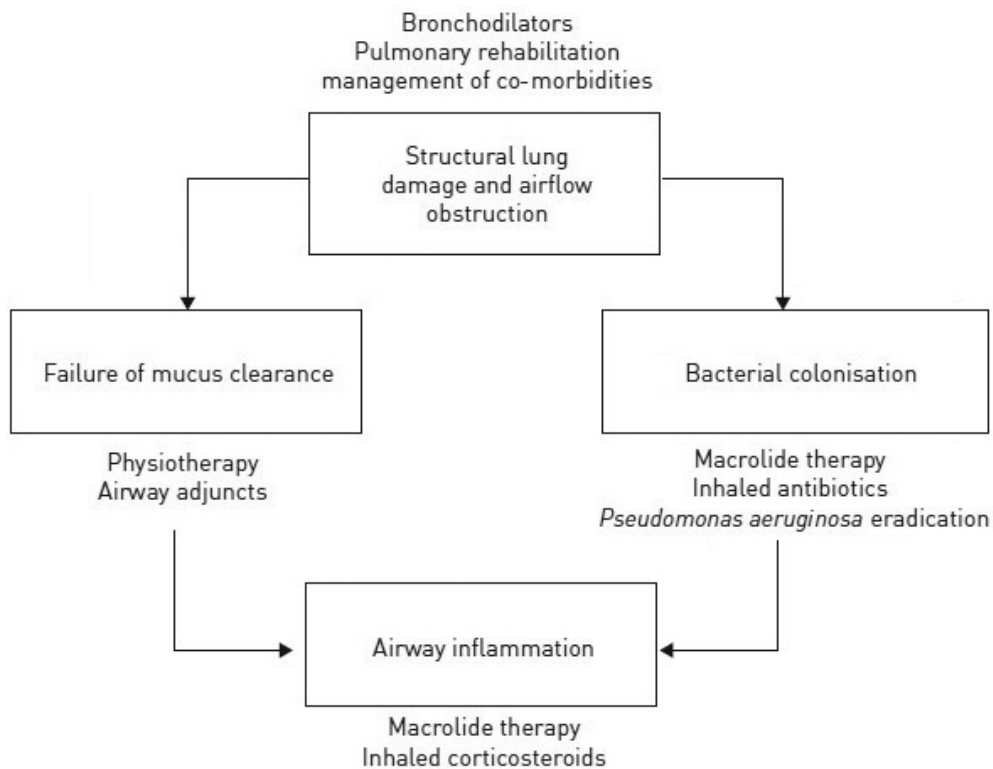 Bronchodilators
Pulmonary rehabilitation
management of co-morbidities
Structural lung
damage and airflow
obstruction
Failure of mucus clearance
Bacterial colonisation
Physiotherapy
Airway adjuncts
Macrolide therapy
Inhaled antibiotics
Pseudomonas aeruginosa eradication
Airway inflammation
Macrolide therapy
Inhaled corticosteroids